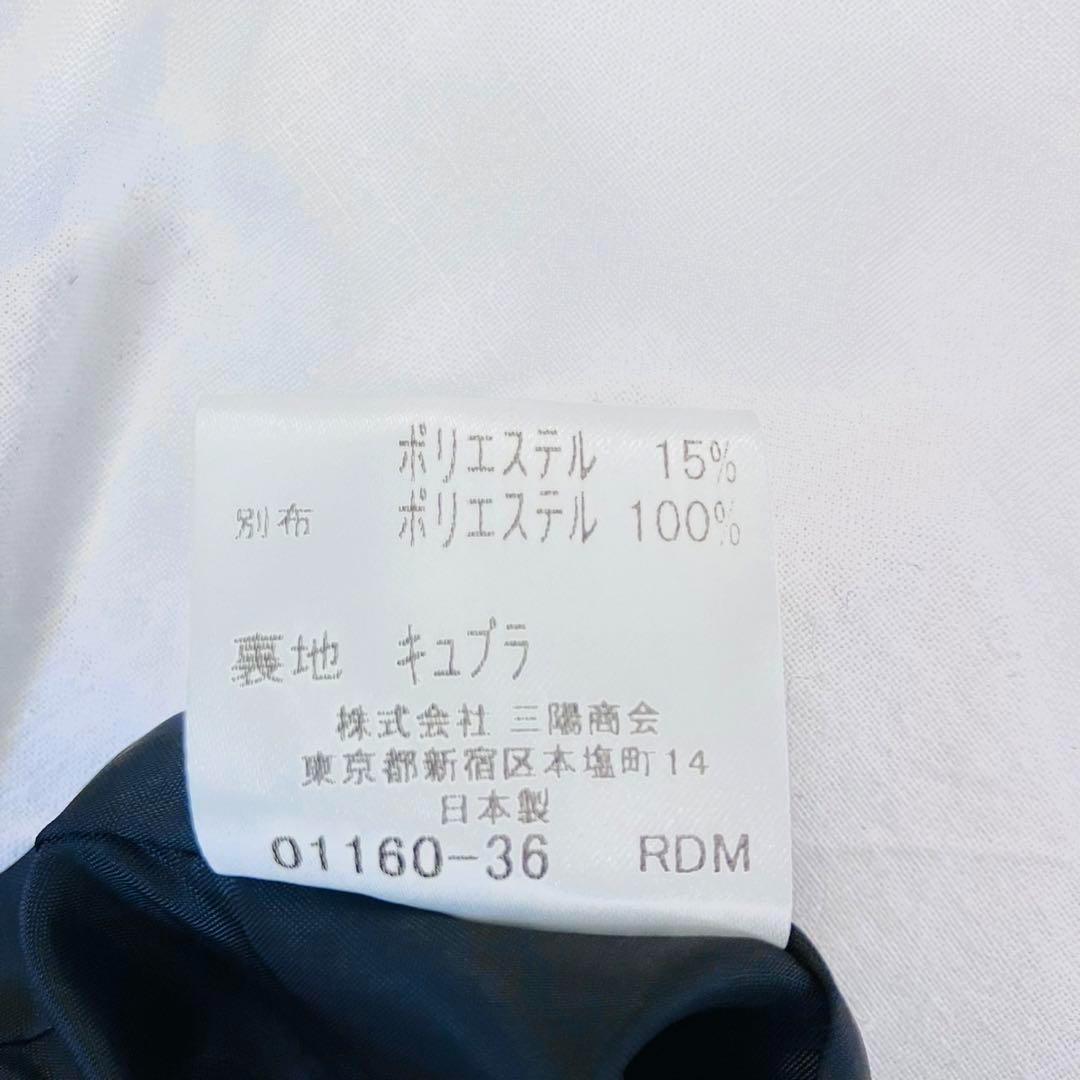 ポリエステル 15%
別布 ポリエステル 100%
裏地 キュプラ
株式会社 三陽商会
東京都新宿区本塩町14
日本製
01160-36 RDM